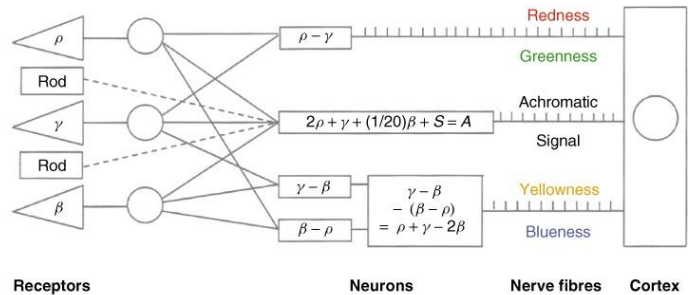 Redness
ρ
ρ − γ
Greenness
Rod
Achromatic
γ
2ρ + γ + (1/20)β + S = A
Signal
Rod
γ − β
γ − β
− (β − ρ)
= ρ + γ − 2β
Yellowness
β
β − ρ
Blueness
Receptors
Neurons
Nerve fibres
Cortex